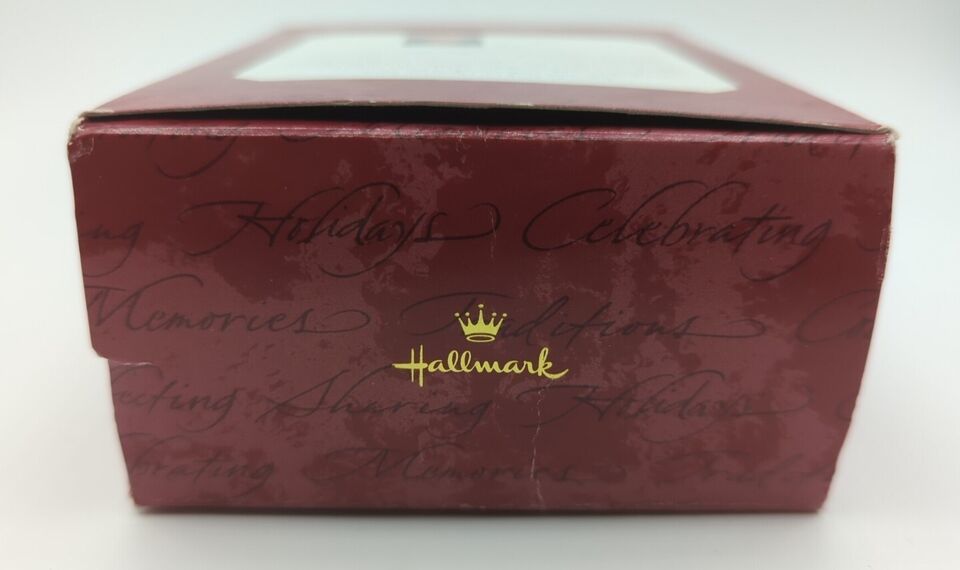 Holidays Celebrating
Memories Traditions
Hallmark
Sharing Holidays
Memories